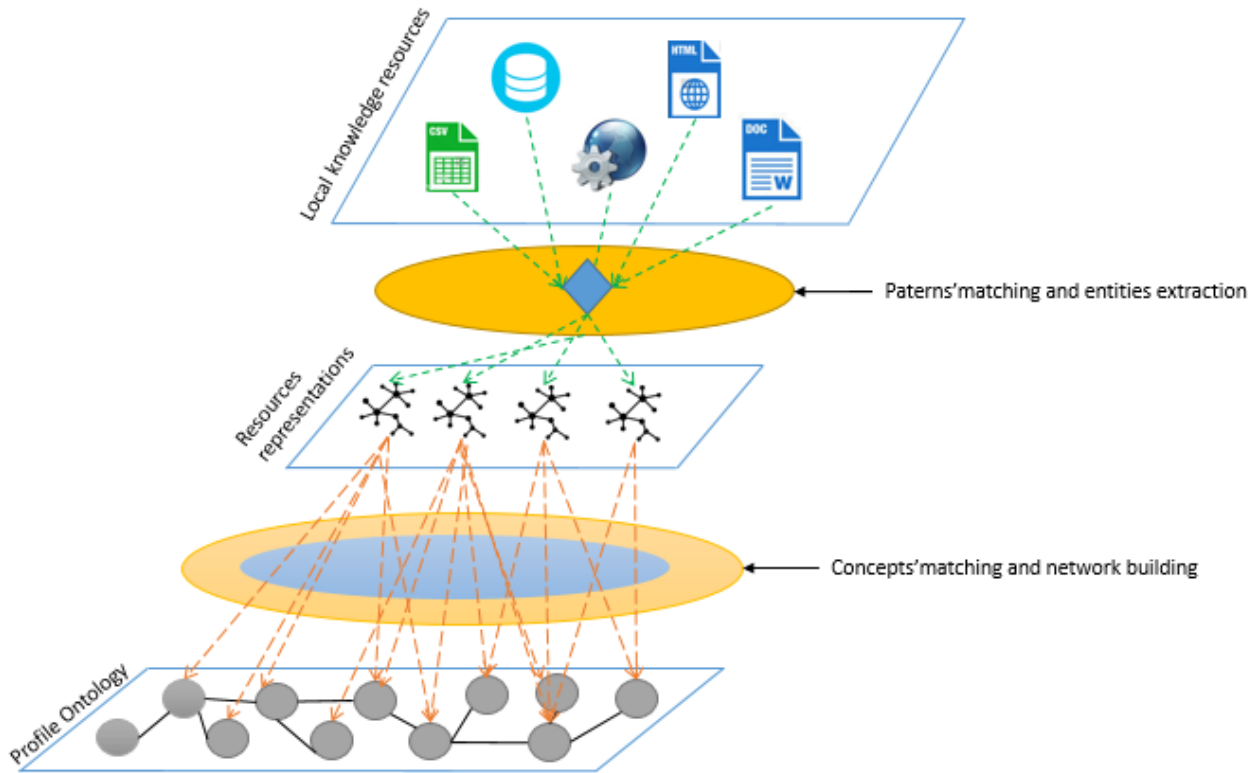 Local knowledge resources
HTML
CSV
DOC
W
Paterns'matching and entities extraction
Resources
representations
Concepts'matching and network building
Profile Ontology